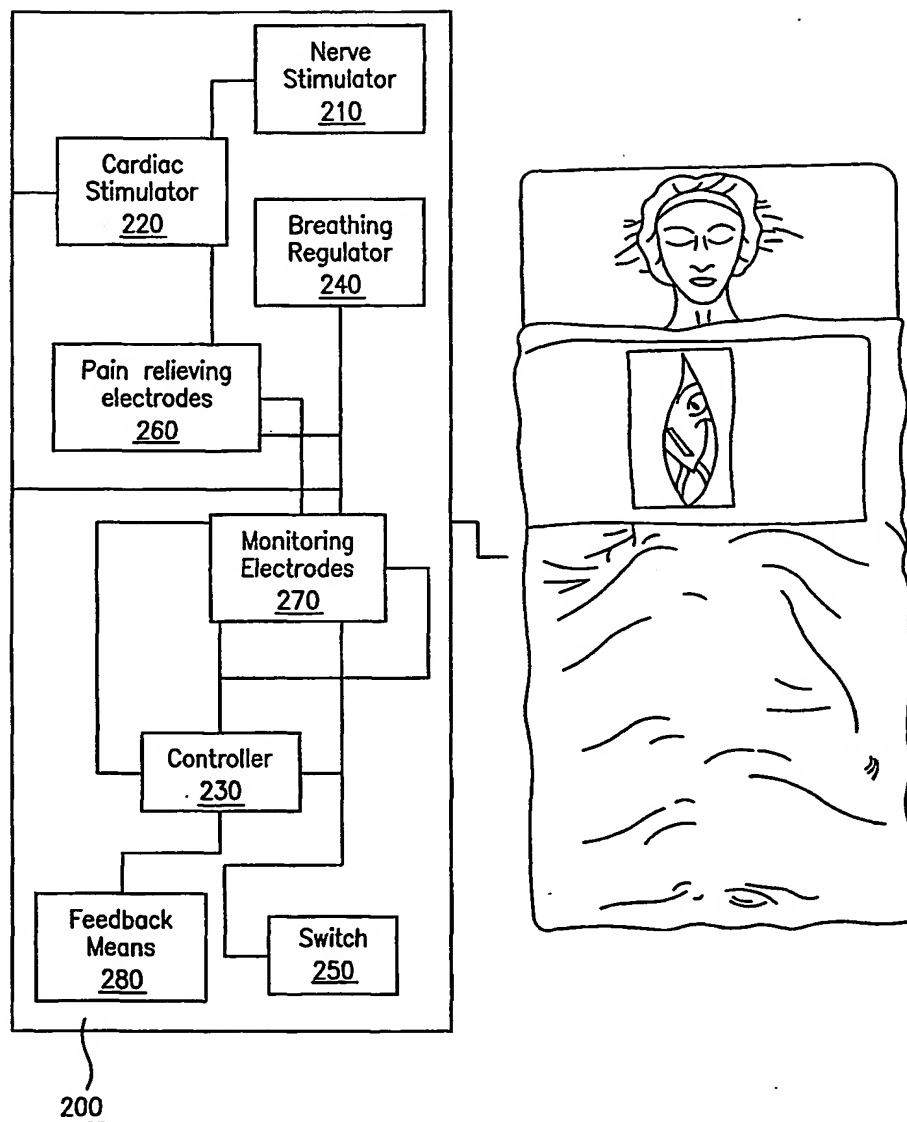 Nerve
Stimulator
210
Cardiac
Stimulator
220
Breathing
Regulator
240
Pain relieving
electrodes
260
Monitoring
Electrodes
270
Controller
230
Feedback
Means
280
Switch
250
200